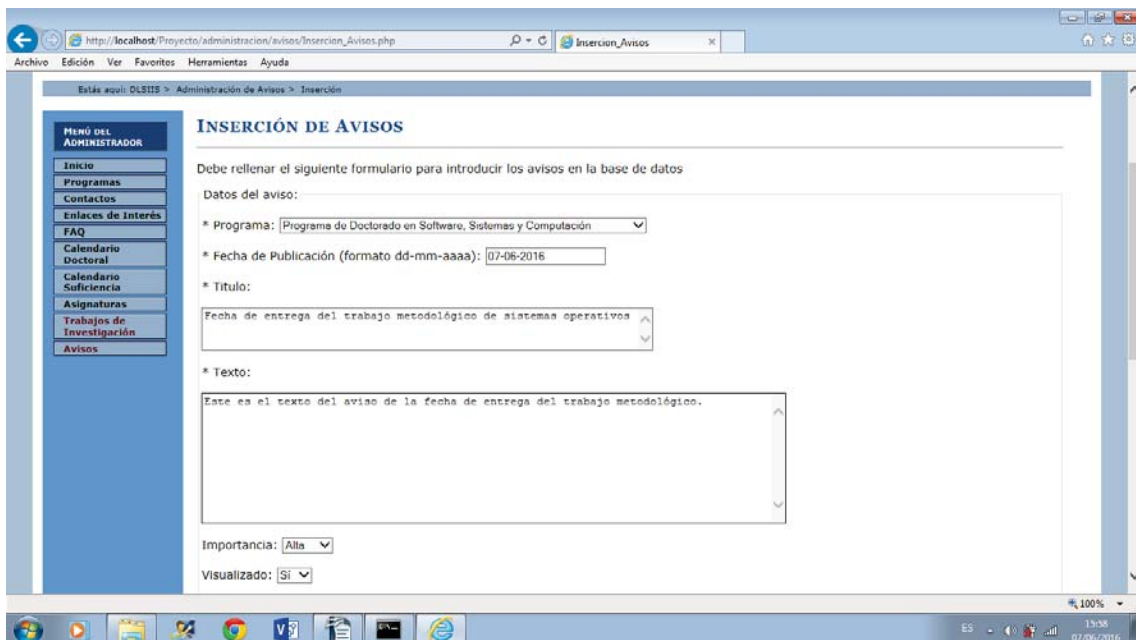 http://localhost/Proyecto/administracion/avisos/Insercion_Avisos.php
Insercion_Avisos
Archivo Edición Ver Favoritos Herramientas Ayuda
Estás aquí: DLSIIS > Administración de Avisos > Inserción
MENÚ DEL
ADMINISTRADOR
Inicio
Programas
Contactos
Enlaces de Interés
FAQ
Calendario
Doctoral
Calendario
Suficiencia
Asignaturas
Trabajos de
Investigación
Avisos
INSERCIÓN DE AVISOS
Debe rellenar el siguiente formulario para introducir los avisos en la base de datos
Datos del aviso:
* Programa: Programa de Doctorado en Software, Sistemas y Computación
* Fecha de Publicación (formato dd-mm-aaaa): 07-06-2016
* Titulo:
Fecha de entrega del trabajo metodológico de sistemas operativos
* Texto:
Este es el texto del aviso de la fecha de entrega del trabajo metodológico.
Importancia: Alta
Visualizado: Sí
100%
ES
15:58
07/06/2016